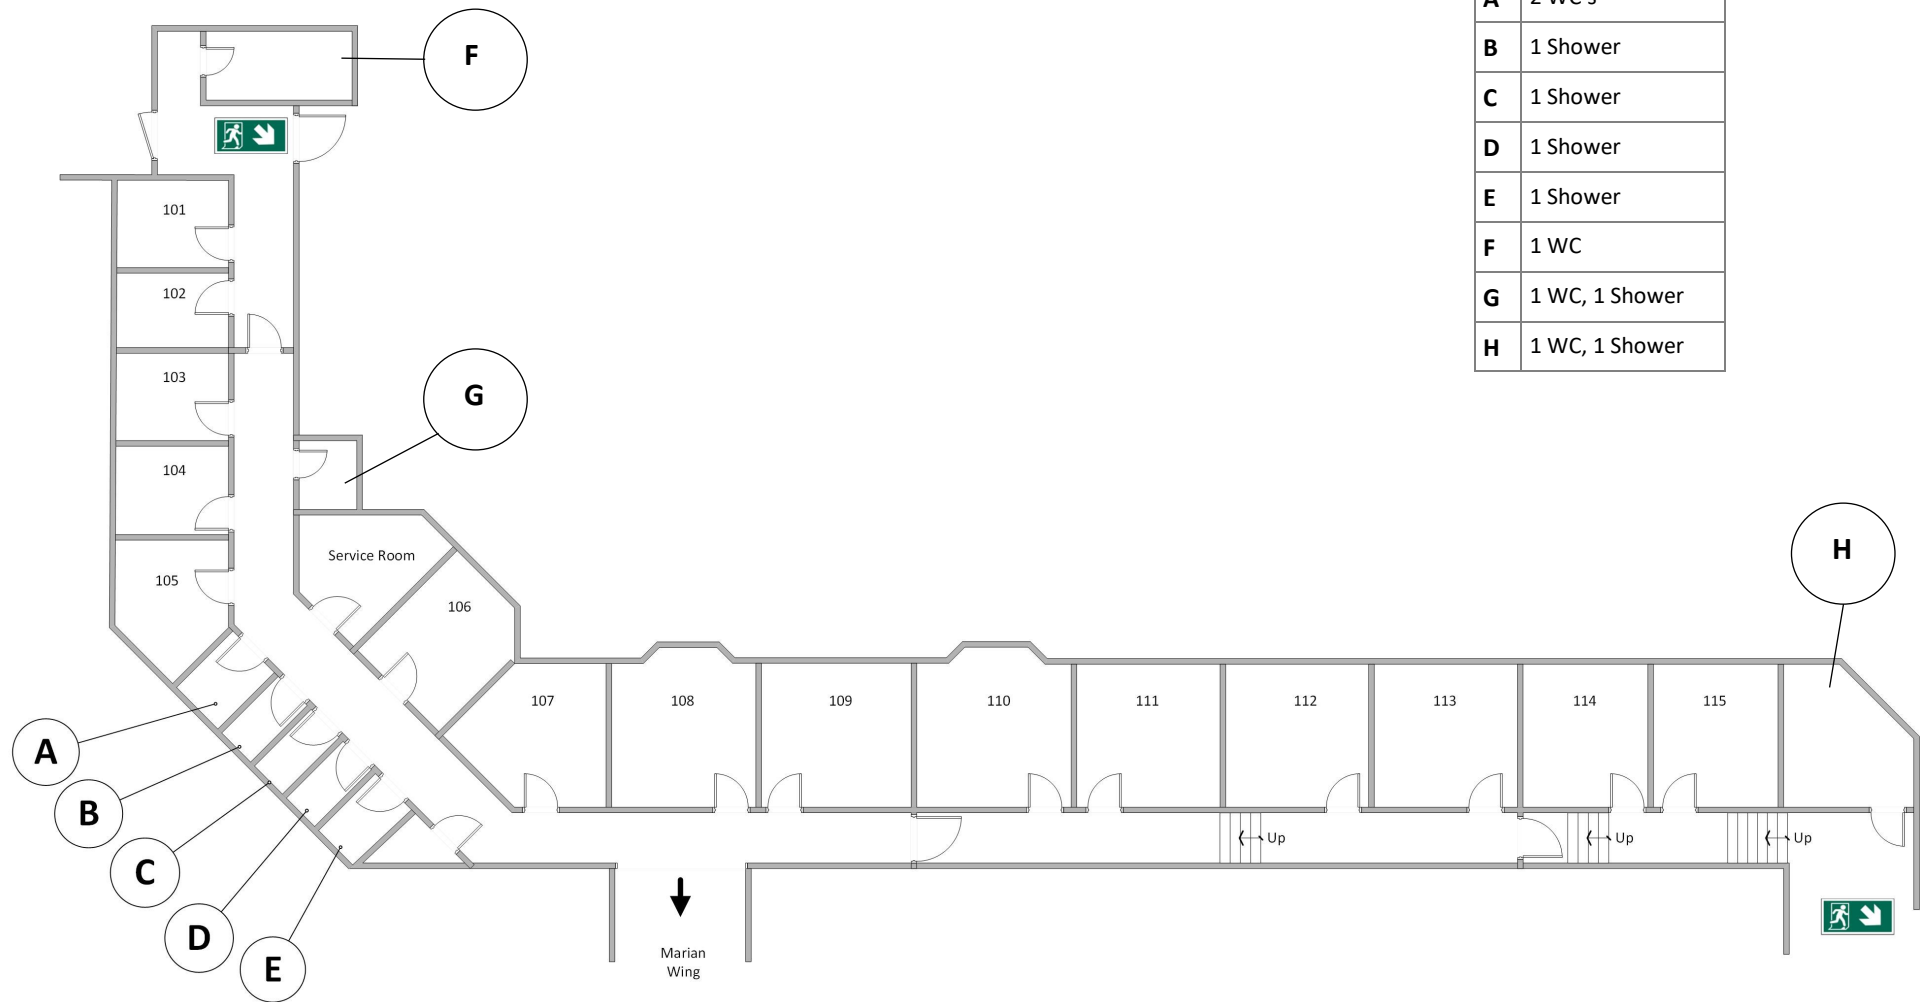 A 2 WC's
B 1 Shower
C 1 Shower
D 1 Shower
E 1 Shower
F 1 WC
G 1 WC, 1 Shower
H 1 WC, 1 Shower
F
101
102
103
G
104
Service Room
105
106
H
107
108
109
110
111
112
113
114
115
A
B
C
D
E
Up
Up
Up
Marian
Wing